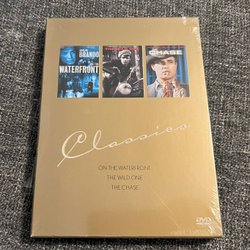 BRANDO
WATERFRONT
CHASE
Classics
ON THE WATERFRONT
THE WILD ONE
THE CHASE
DVD